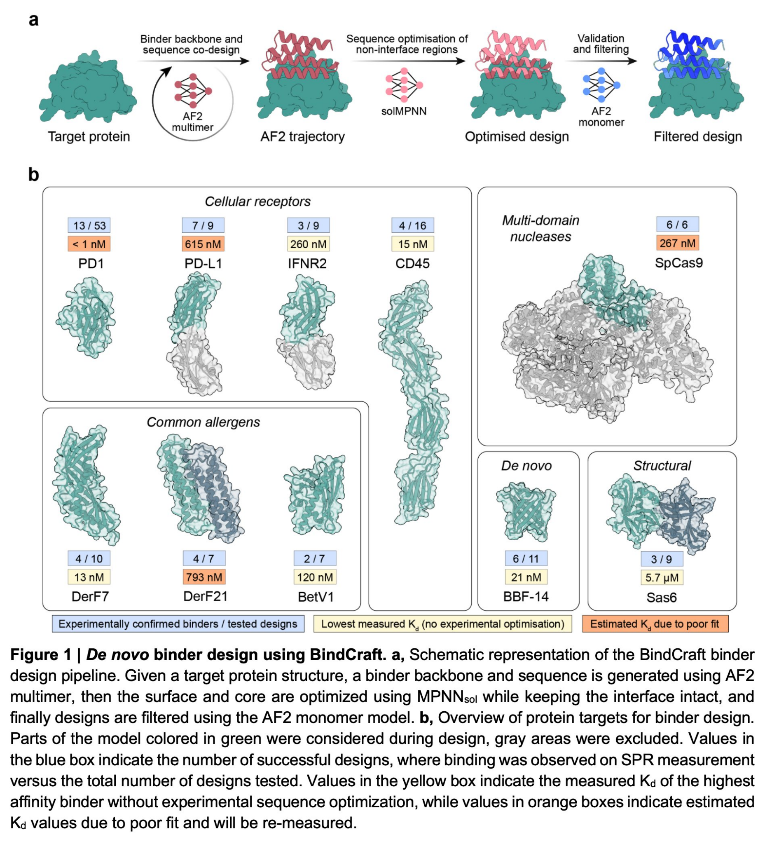 a
Binder backbone and
sequence co-design
AF2
multimer
Sequence optimisation of
non-interface regions
solMPNN
Validation
and filtering
AF2
monomer
Target protein
AF2 trajectory
Optimised design
Filtered design
b
Cellular receptors
13 / 53
< 1 nM
PD1
7 / 9
615 nM
PD-L1
3 / 9
260 nM
IFNR2
4 / 16
15 nM
CD45
Multi-domain
nucleases
6 / 6
267 nM
SpCas9
Common allergens
4 / 10
13 nM
DerF7
4 / 7
793 nM
DerF21
2 / 7
120 nM
BetV1
De novo
6 / 11
21 nM
BBF-14
Structural
3 / 9
5.7 µM
Sas6
Experimentally confirmed binders / tested designs
Lowest measured Kd (no experimental optimisation)
Estimated Kd due to poor fit
Figure 1 | De novo binder design using BindCraft. a, Schematic representation of the BindCraft binder
design pipeline. Given a target protein structure, a binder backbone and sequence is generated using AF2
multimer, then the surface and core are optimized using MPNNsol while keeping the interface intact, and
finally designs are filtered using the AF2 monomer model. b, Overview of protein targets for binder design.
Parts of the model colored in green were considered during design, gray areas were excluded. Values in
the blue box indicate the number of successful designs, where binding was observed on SPR measurement
versus the total number of designs tested. Values in the yellow box indicate the measured Kd of the highest
affinity binder without experimental sequence optimization, while values in orange boxes indicate estimated
Kd values due to poor fit and will be re-measured.